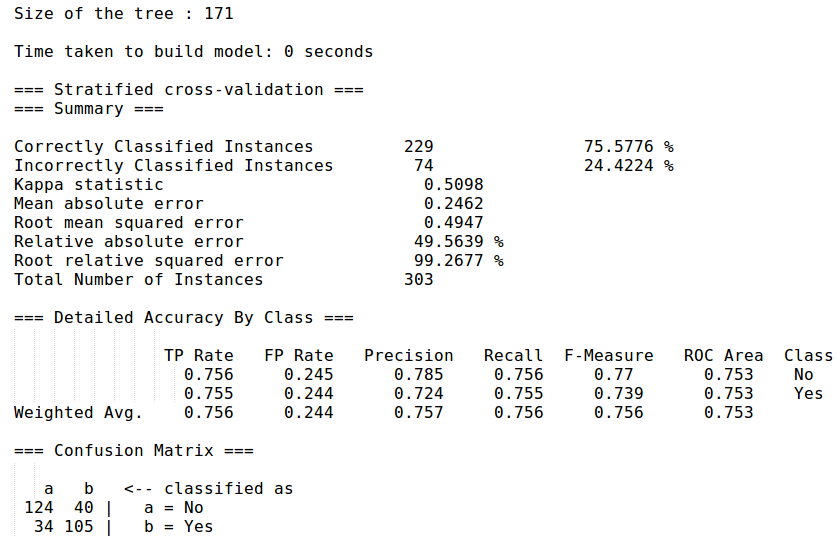 Size of the tree : 171
Time taken to build model: 0 seconds
=== Stratified cross-validation ===
=== Summary ===
Correctly Classified Instances 229 75.5776 %
Incorrectly Classified Instances 74 24.4224 %
Kappa statistic 0.5098
Mean absolute error 0.2462
Root mean squared error 0.4947
Relative absolute error 49.5639 %
Root relative squared error 99.2677 %
Total Number of Instances 303
=== Detailed Accuracy By Class ===
TP Rate FP Rate Precision Recall F-Measure ROC Area Class
0.756 0.245 0.785 0.756 0.77 0.753 No
0.755 0.244 0.724 0.755 0.739 0.753 Yes
Weighted Avg. 0.756 0.244 0.757 0.756 0.756 0.753
=== Confusion Matrix ===
a b <-- classified as
124 40 | a = No
34 105 | b = Yes